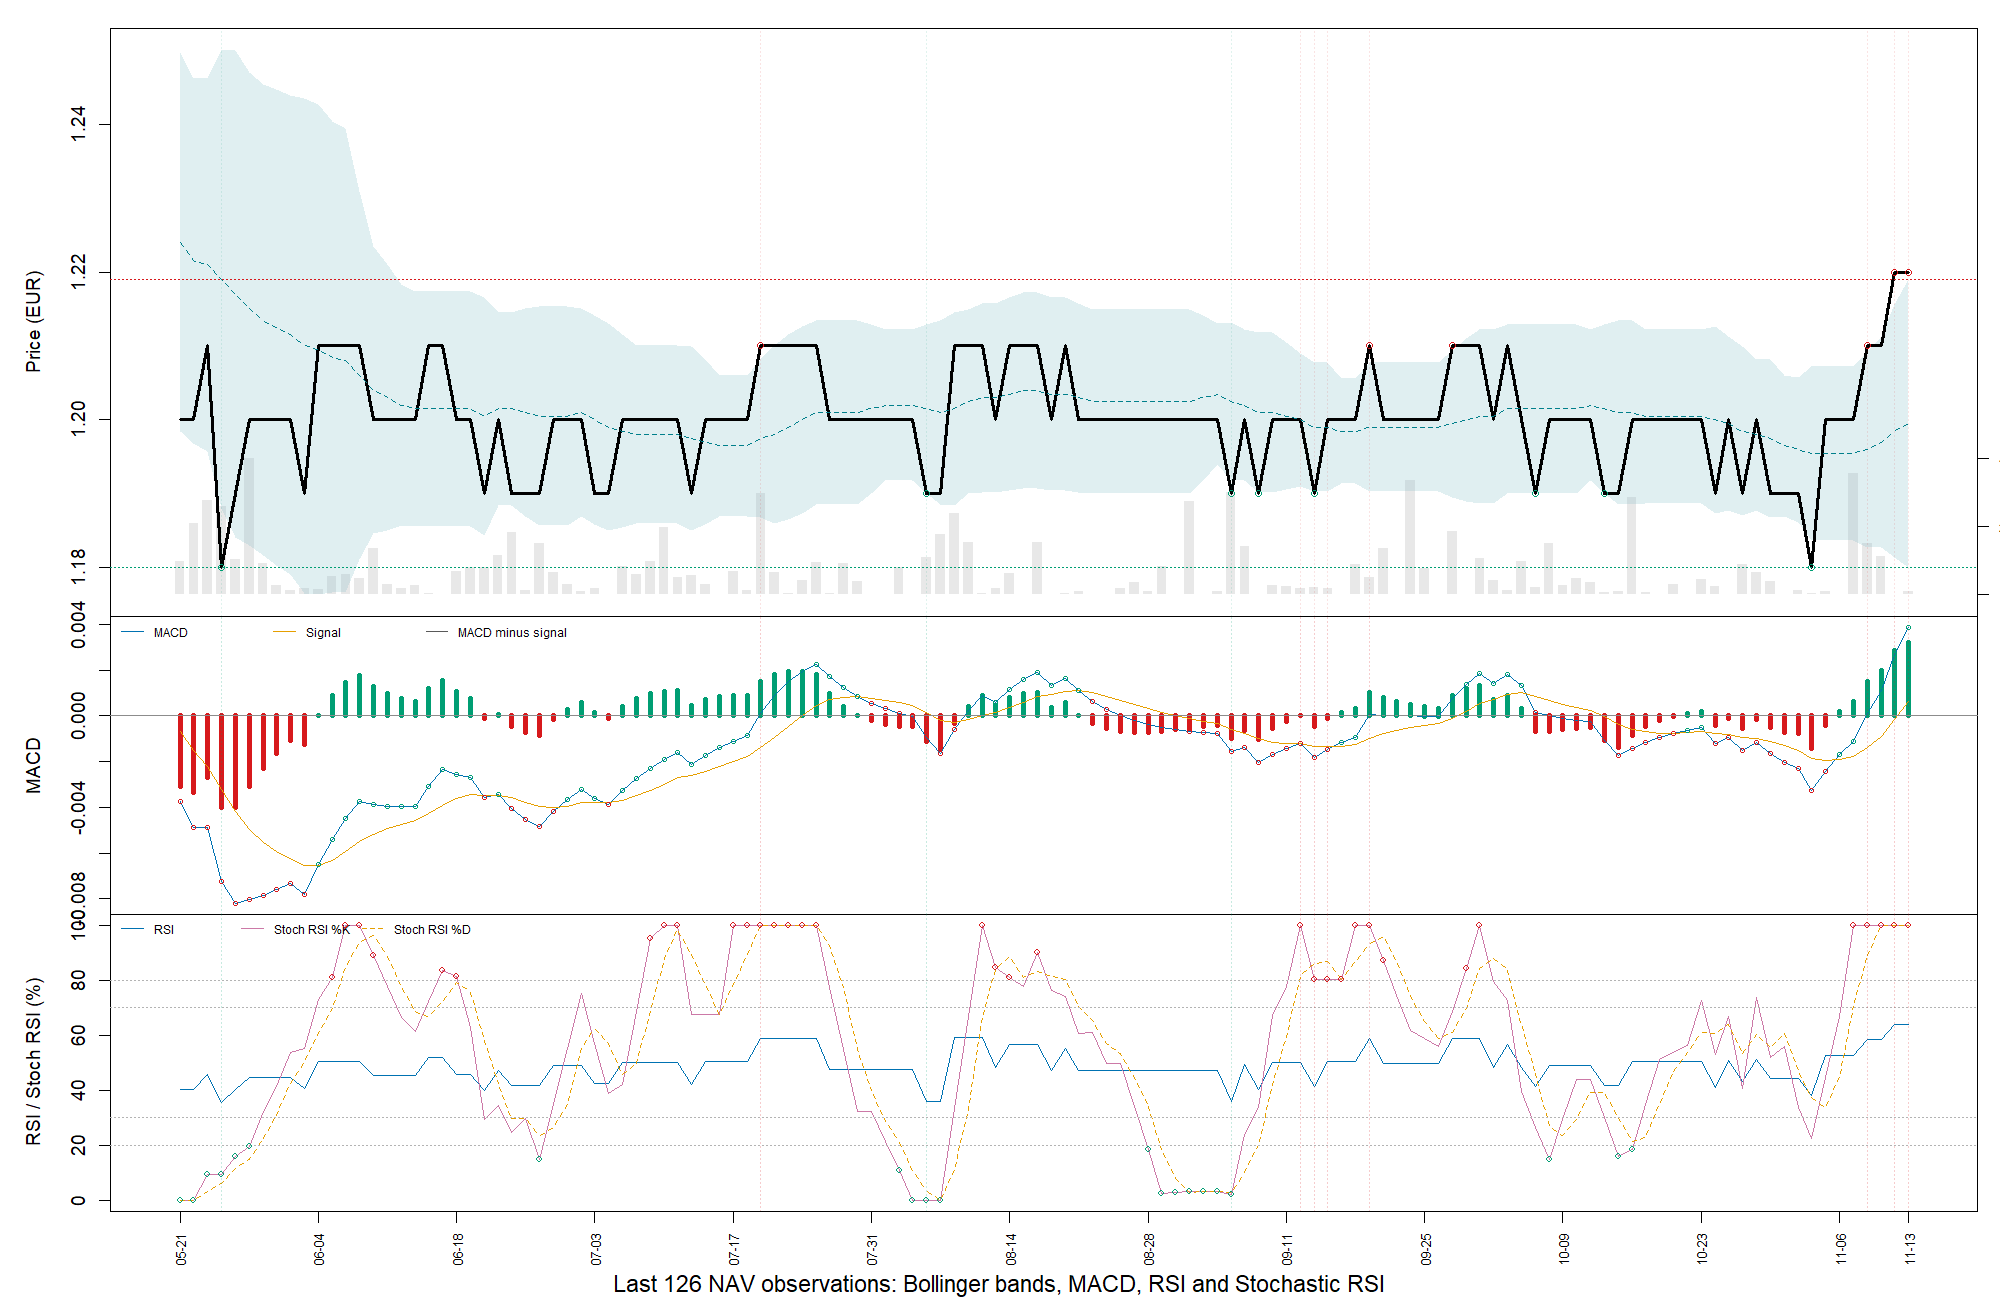 1.24
1.22
1.20
1.18
Price (EUR)
MACD
Signal
MACD minus signal
0.004
0.000
-0.004
-0.008
MACD
RSI
Stoch RSI %K
Stoch RSI %D
100
80
60
40
20
0
RSI / Stoch RSI (%)
05-21
06-04
06-18
07-03
07-17
07-31
08-14
08-28
09-11
09-25
10-09
10-23
11-06
11-13
Last 126 NAV observations: Bollinger bands, MACD, RSI and Stochastic RSI